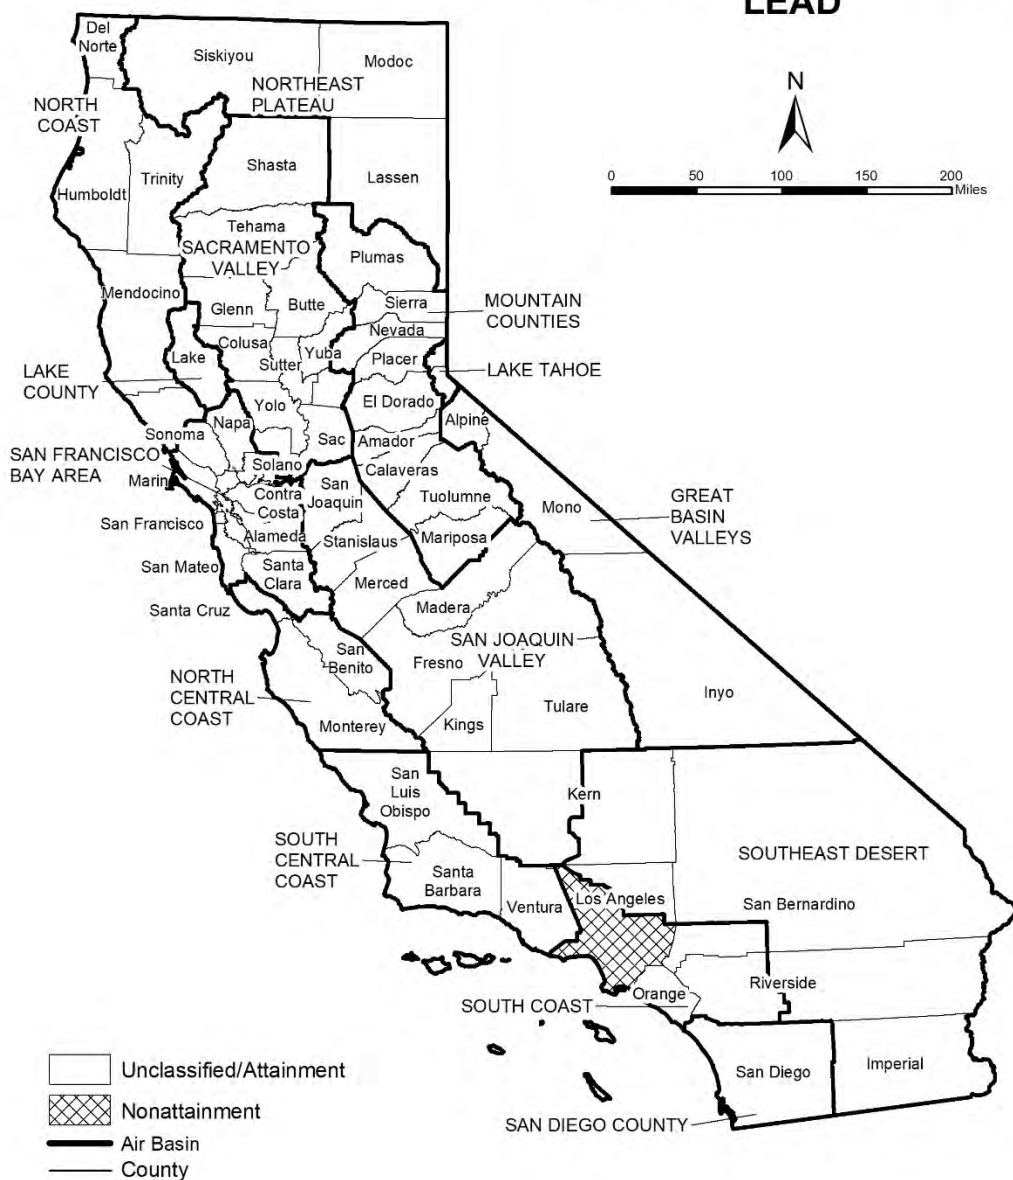 LEAD
Del
Norte
Siskiyou
Modoc
NORTHEAST
PLATEAU
NORTH
COAST
N
Shasta
Trinity
Lassen
Humboldt
0 50 100 150 200
Miles
Tehama
SACRAMENTO
VALLEY
Plumas
Mendocino
Glenn
Butte
Sierra
MOUNTAIN
COUNTIES
Nevada
Colusa
Sutter
Yuba
Placer
Lake
LAKE
COUNTY
LAKE TAHOE
Yolo
El Dorado
Napa
Alpine
Sonoma
Sac
Amador
SAN FRANCISCO
BAY AREA
Solano
Calaveras
Marin
San
Joaquin
Contra
Costa
Tuolumne
Mono
GREAT
BASIN
VALLEYS
San Francisco
Alameda
Stanislaus
Mariposa
San Mateo
Santa
Clara
Merced
Santa Cruz
Madera
San
Benito
Fresno
SAN JOAQUIN
VALLEY
NORTH
CENTRAL
COAST
Inyo
Monterey
Kings
Tulare
San
Luis
Obispo
Kern
SOUTH
CENTRAL
COAST
Santa
Barbara
SOUTHEAST DESERT
Ventura
Los Angeles
San Bernardino
Riverside
Orange
SOUTH COAST
San Diego
Imperial
SAN DIEGO COUNTY
Unclassified/Attainment
Nonattainment
Air Basin
County